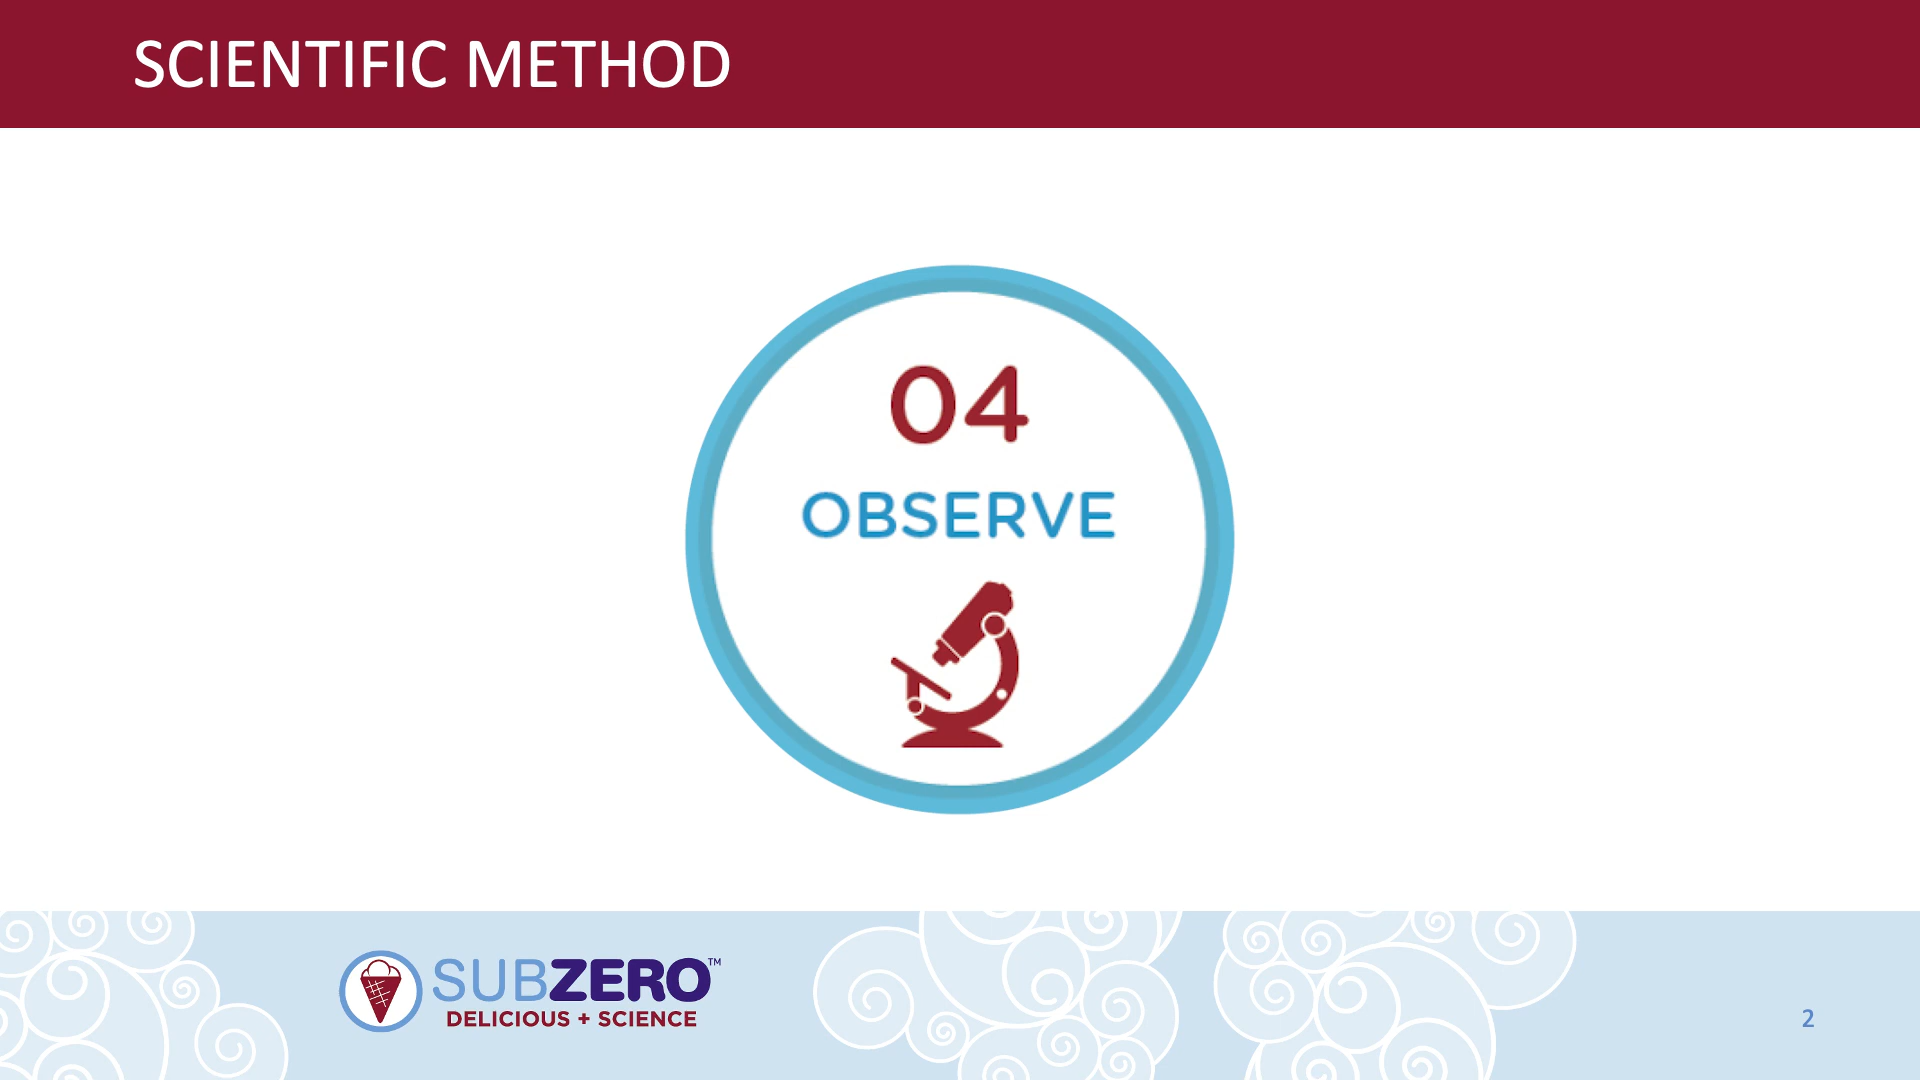 SCIENTIFIC METHOD
04
OBSERVE
SUBZERO™
DELICIOUS + SCIENCE
2